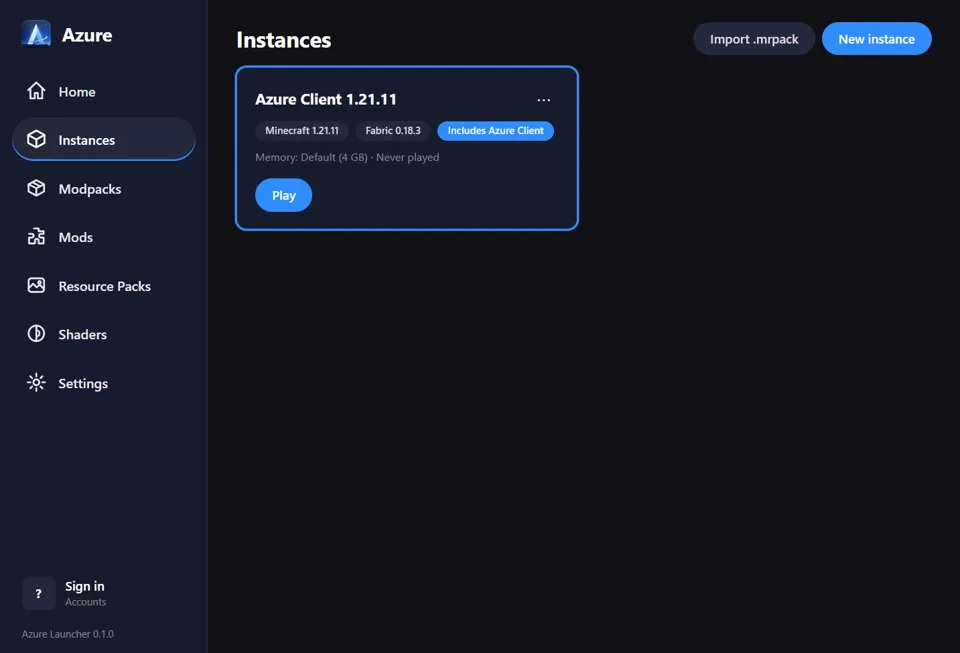 Azure
Home
Instances
Modpacks
Mods
Resource Packs
Shaders
Settings
?
Sign in
Accounts
Azure Launcher 0.1.0
Instances
Import .mrpack
New instance
Azure Client 1.21.11
...
Minecraft 1.21.11 Fabric 0.18.3 Includes Azure Client
Memory: Default (4 GB) · Never played
Play